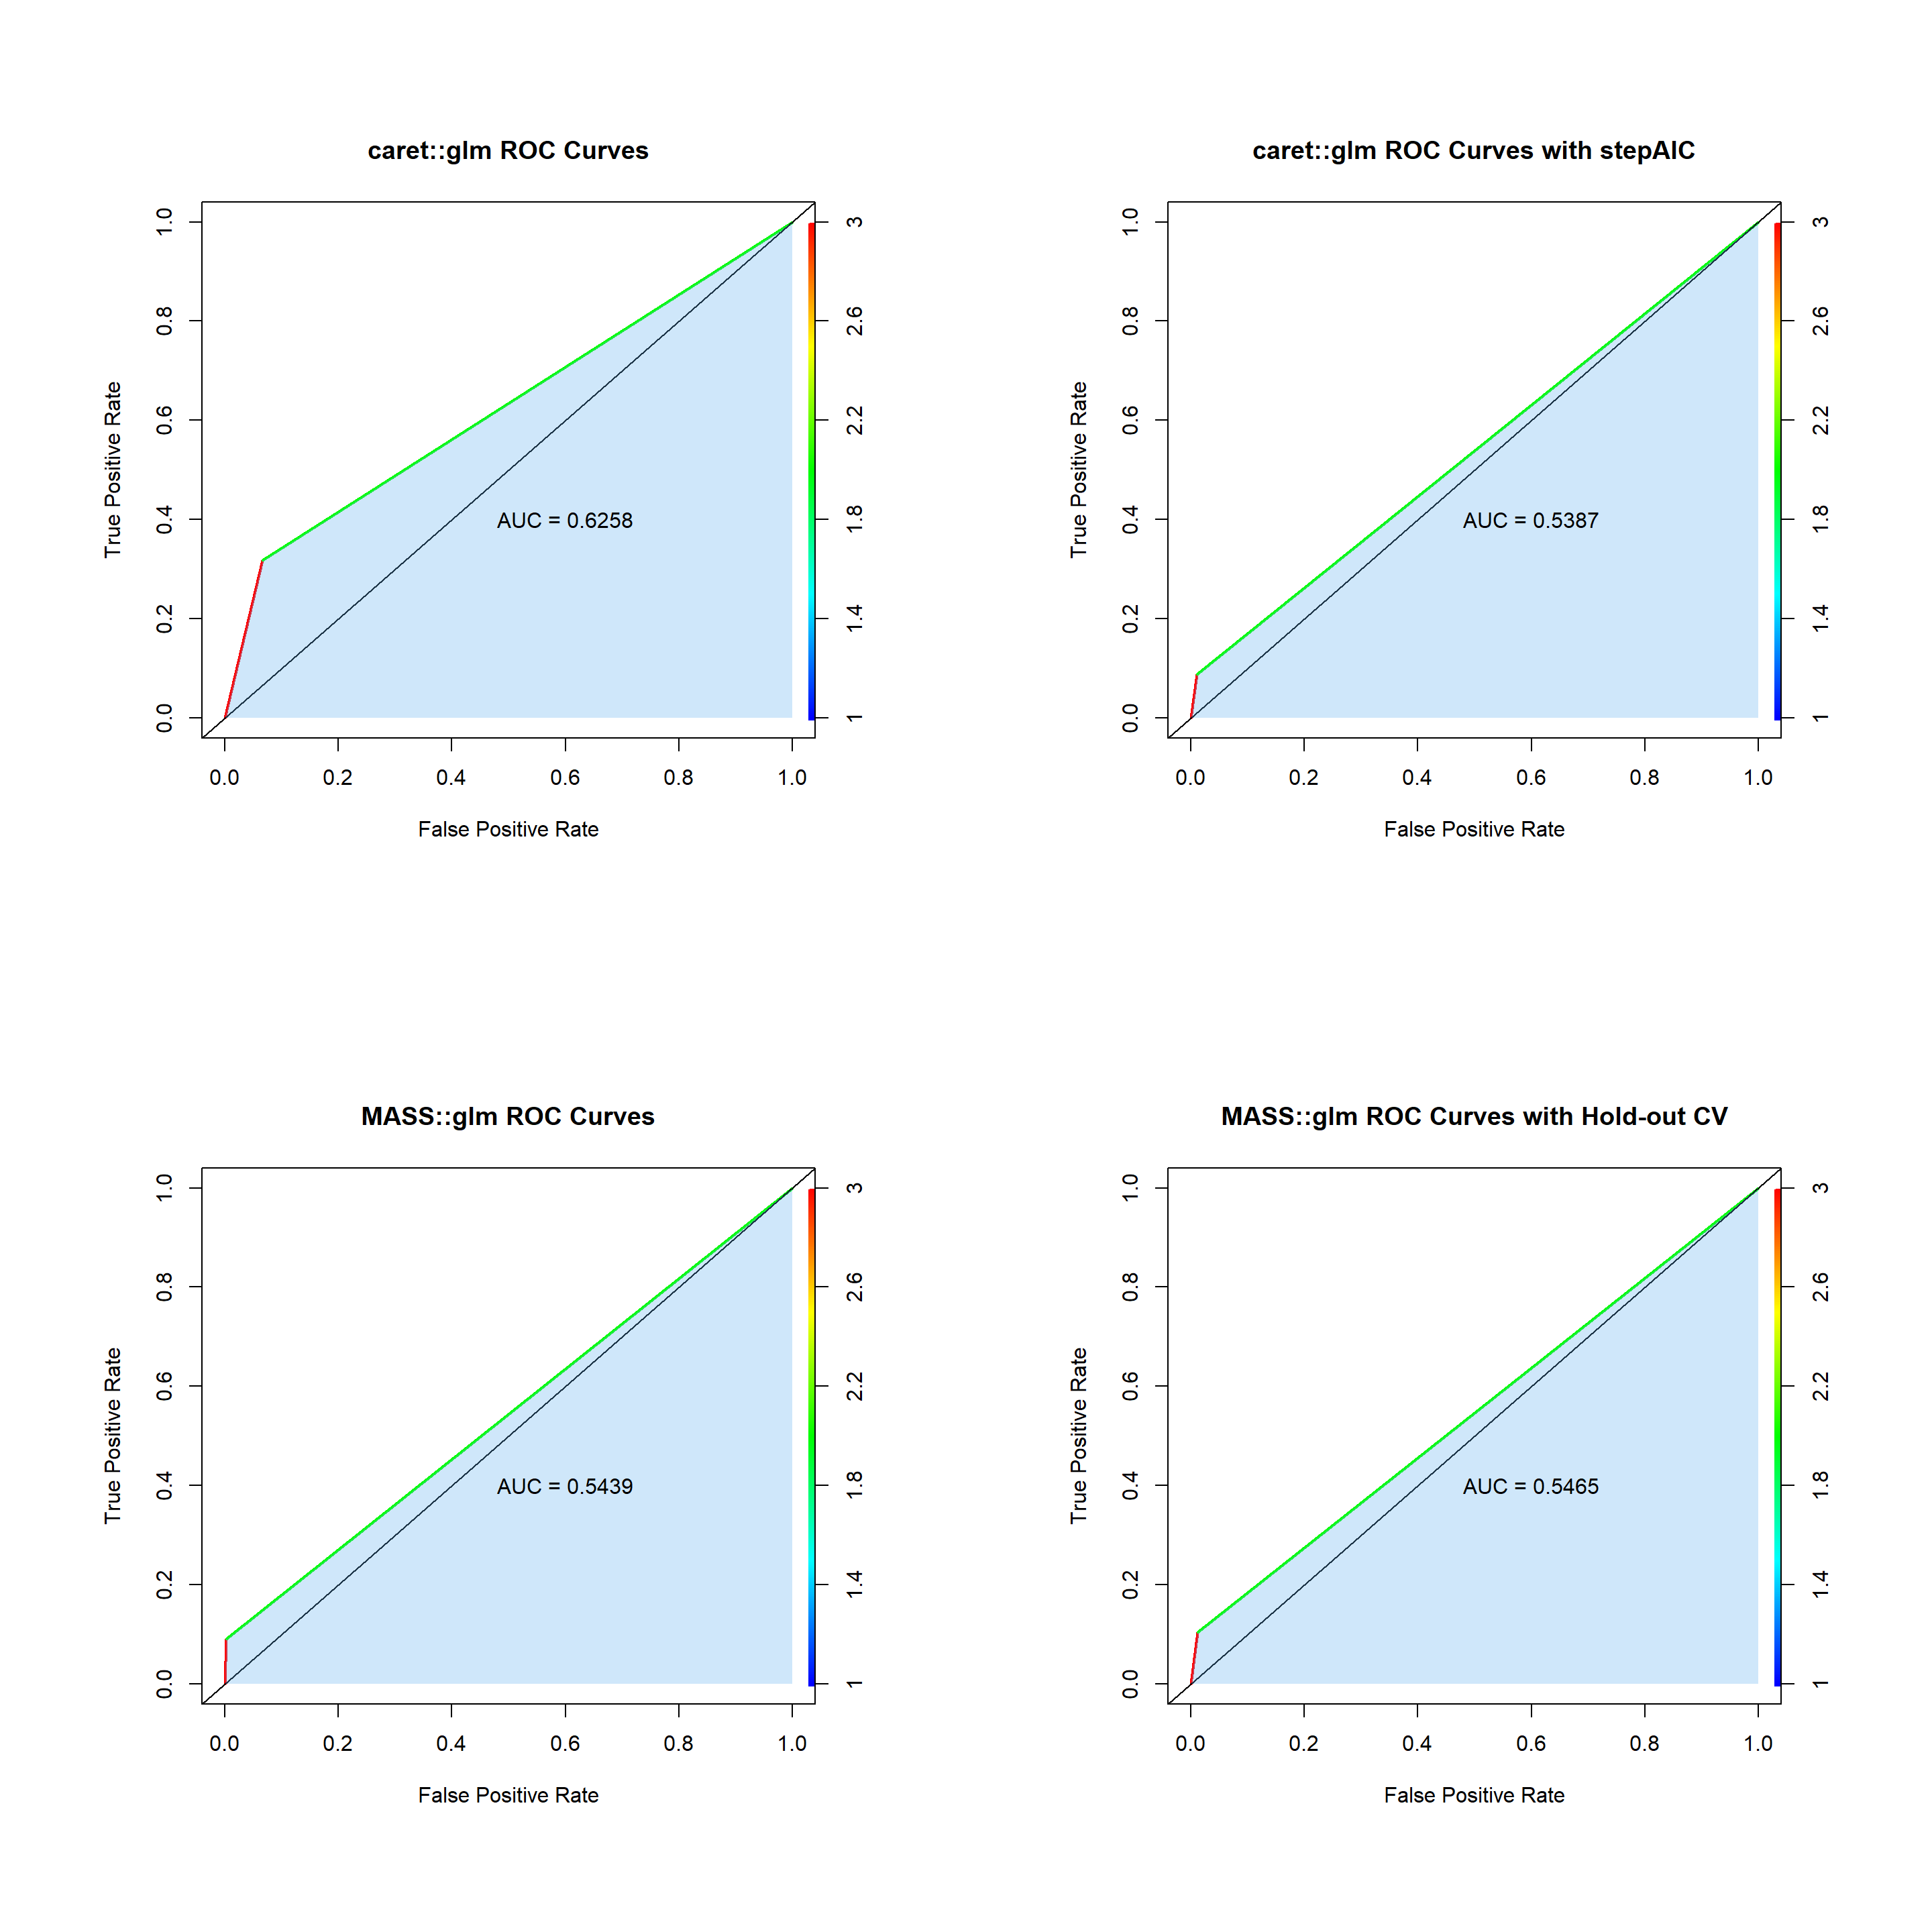 caret::glm ROC Curves
True Positive Rate
1.0
0.8
0.6
0.4
0.2
0.0
AUC = 0.6258
3
2.6
2.2
1.8
1.4
1
0.0 0.2 0.4 0.6 0.8 1.0
False Positive Rate
caret::glm ROC Curves with stepAIC
True Positive Rate
1.0
0.8
0.6
0.4
0.2
0.0
AUC = 0.5387
3
2.6
2.2
1.8
1.4
1
0.0 0.2 0.4 0.6 0.8 1.0
False Positive Rate
MASS::glm ROC Curves
True Positive Rate
1.0
0.8
0.6
0.4
0.2
0.0
AUC = 0.5439
3
2.6
2.2
1.8
1.4
1
0.0 0.2 0.4 0.6 0.8 1.0
False Positive Rate
MASS::glm ROC Curves with Hold-out CV
True Positive Rate
1.0
0.8
0.6
0.4
0.2
0.0
AUC = 0.5465
3
2.6
2.2
1.8
1.4
1
0.0 0.2 0.4 0.6 0.8 1.0
False Positive Rate